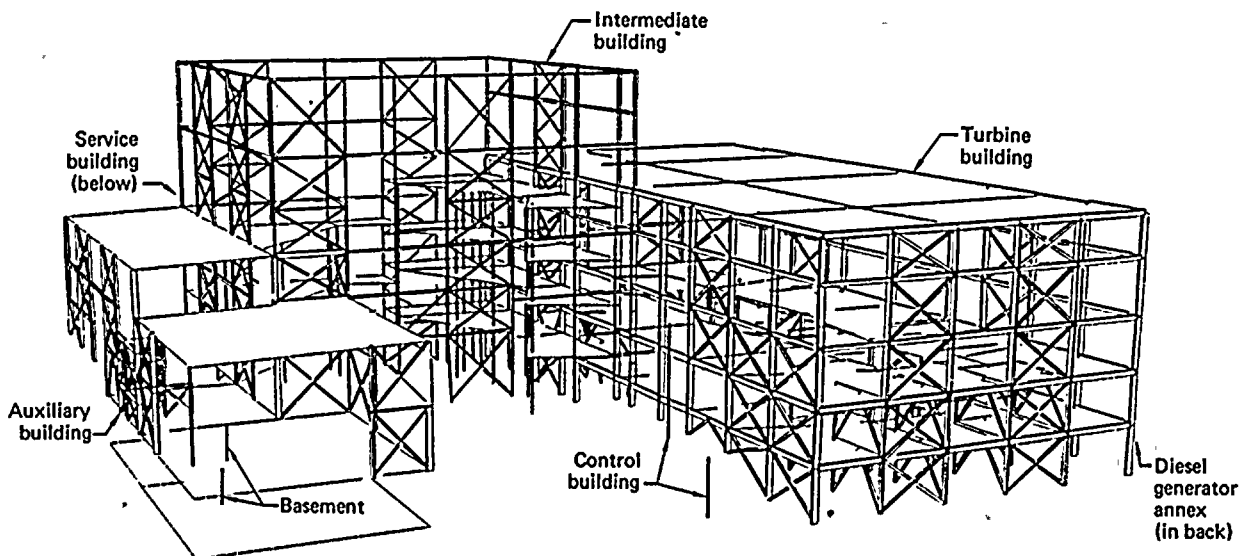 Intermediate
building
Service
building
(below)
Turbine
building
Auxiliary
building
Control
building
Basement
Diesel
generator
annex
(in back)